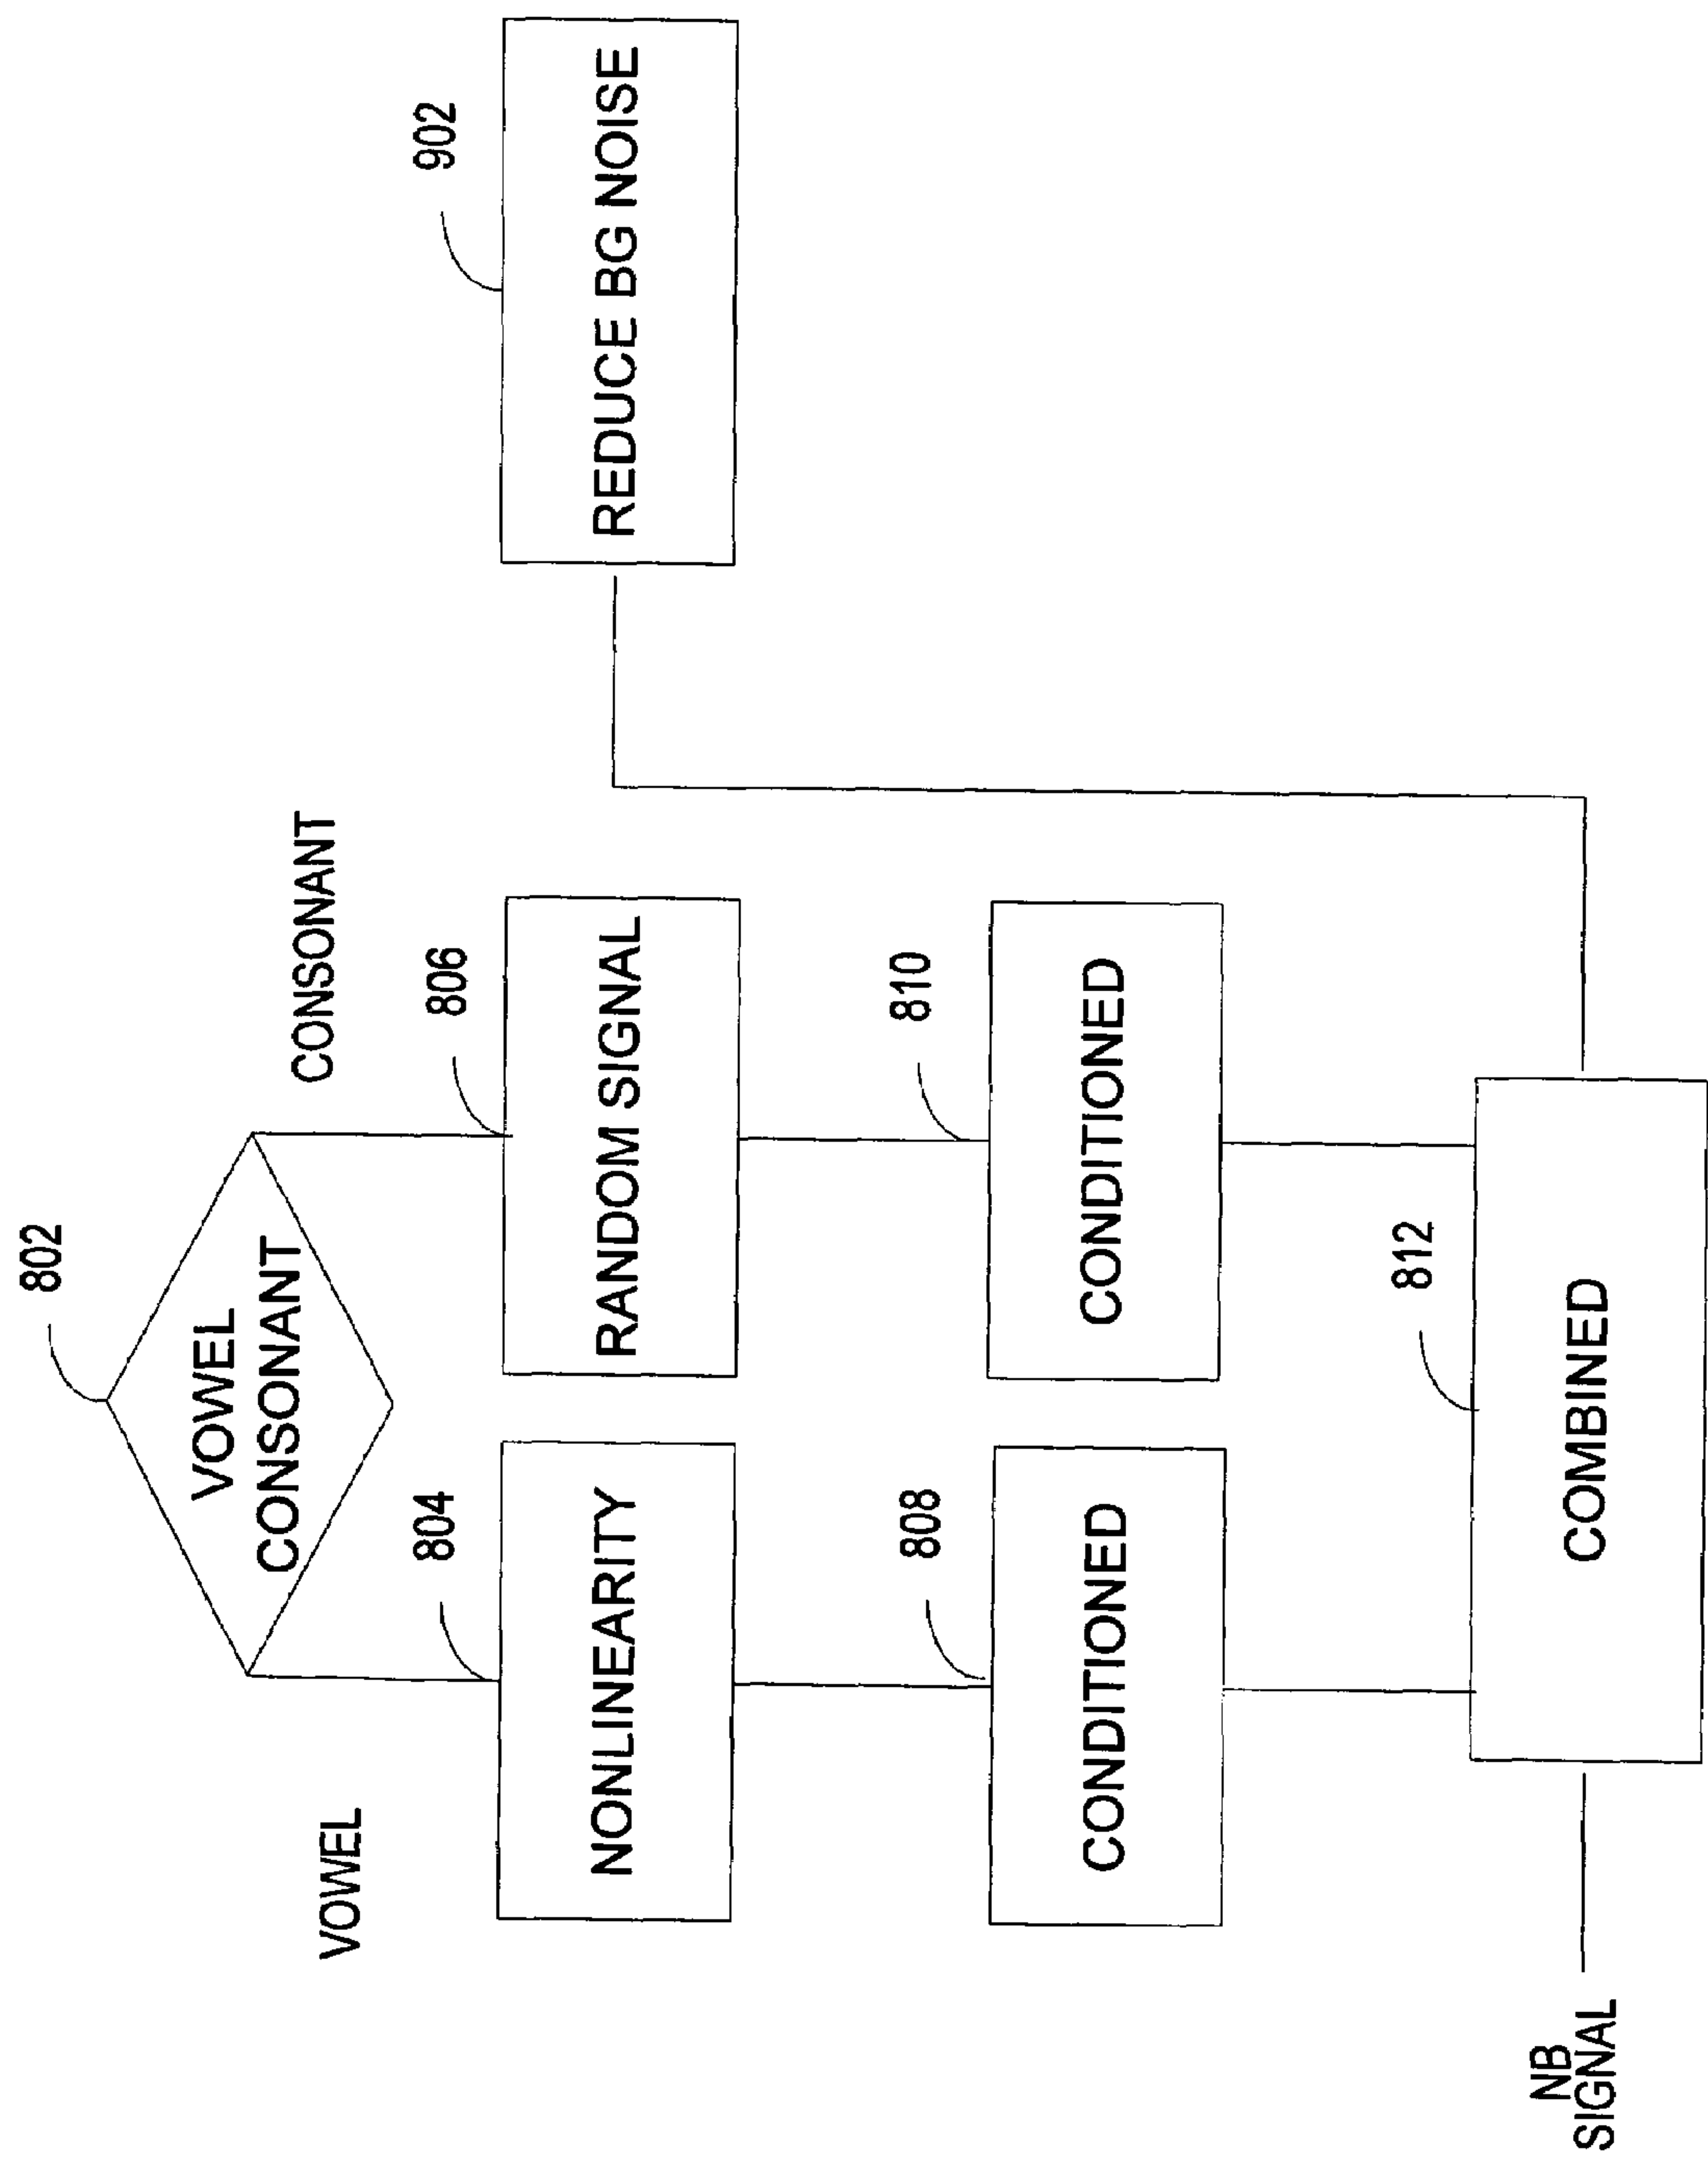 802
VOWEL
CONSONANT
VOWEL
CONSONANT
804
NONLINEARITY
806
RANDOM SIGNAL
902
REDUCE BG NOISE
808
CONDITIONED
810
CONDITIONED
812
COMBINED
NB
SIGNAL